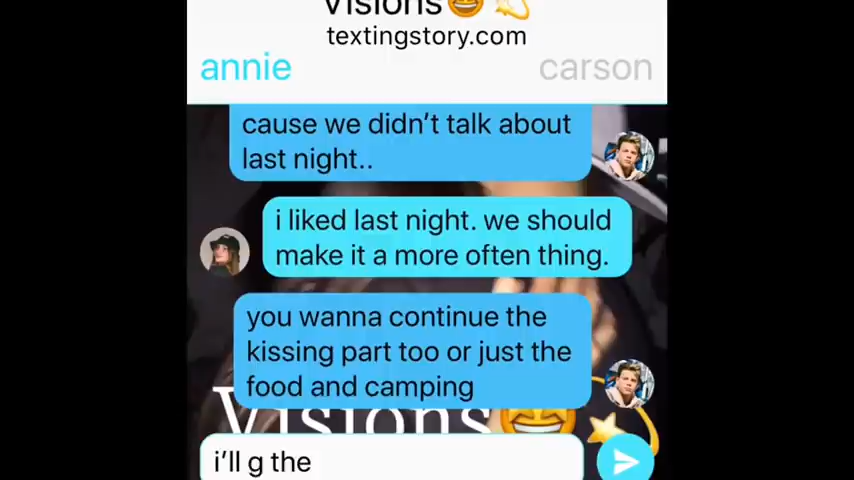 Visions🤩💫
textingstory.com
annie
carson
cause we didn't talk about
last night..
i liked last night. we should
make it a more often thing.
you wanna continue the
kissing part too or just the
food and camping
Visions🤩💫
i'll g the